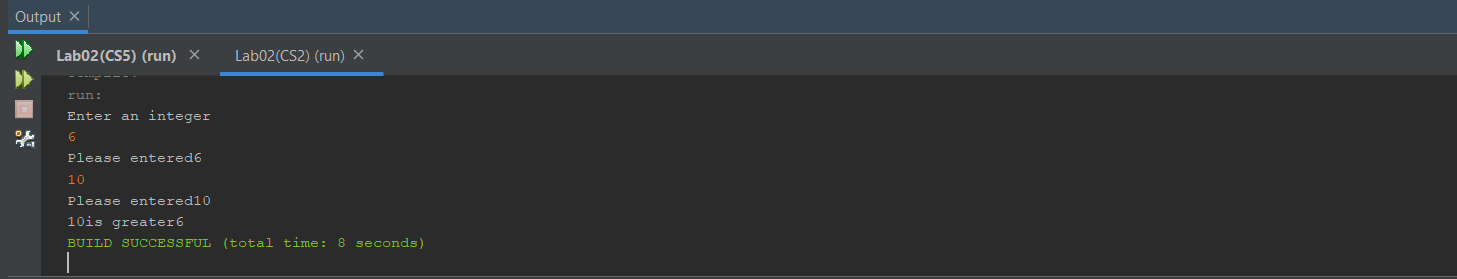 Output
Lab02(CS5) (run) Lab02(CS2) (run)
run:
Enter an integer
6
Please entered6
10
Please entered10
10is greater6
BUILD SUCCESSFUL (total time: 8 seconds)